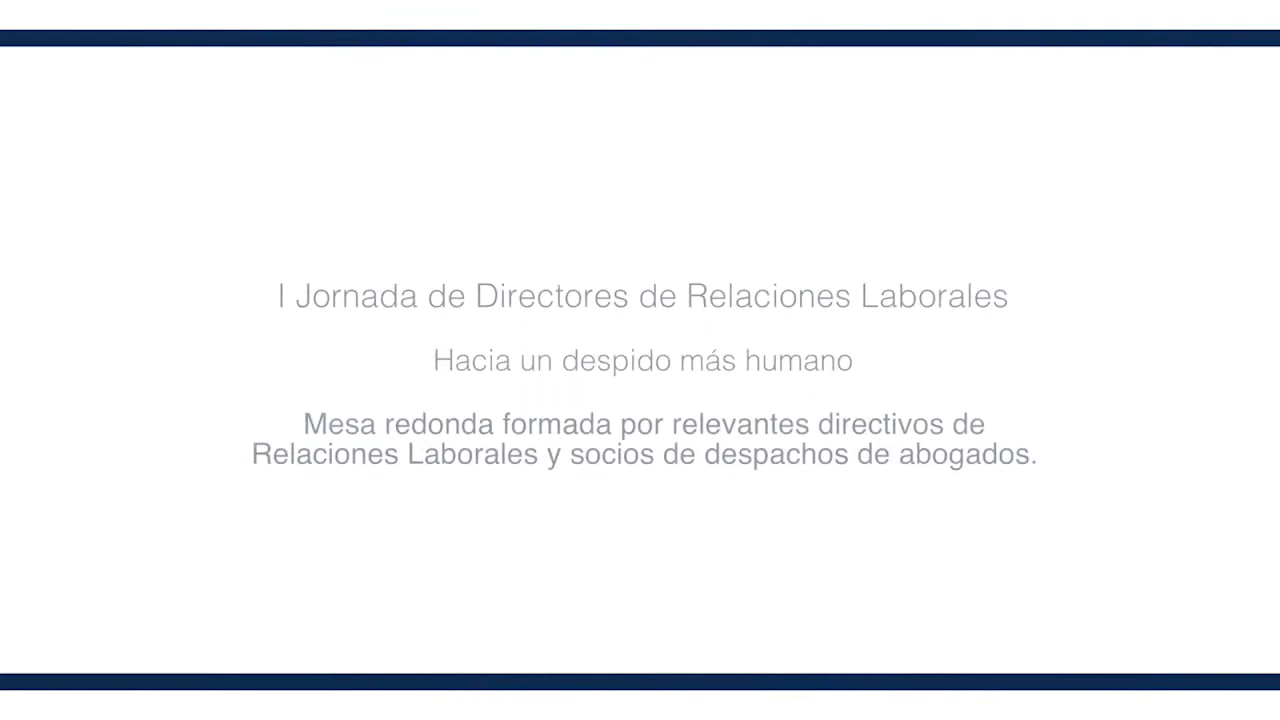 I Jornada de Directores de Relaciones Laborales
Hacia un despido más humano
Mesa redonda formada por relevantes directivos de
Relaciones Laborales y socios de despachos de abogados.